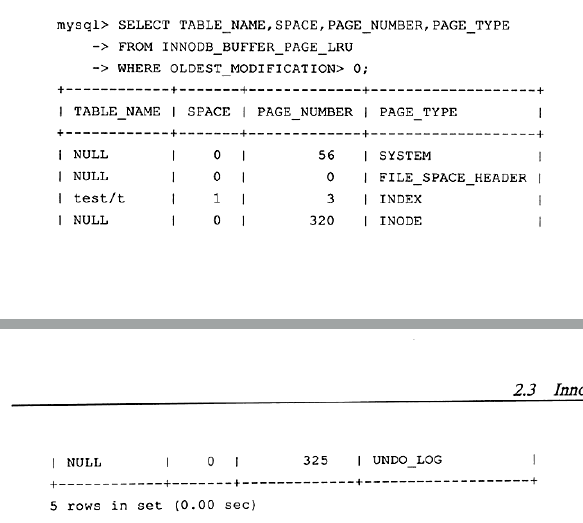 mysql> SELECT TABLE_NAME,SPACE,PAGE_NUMBER,PAGE_TYPE
-> FROM INNODB_BUFFER_PAGE_LRU
-> WHERE OLDEST_MODIFICATION> 0;
+------------+-------+-------------+-------------------+
| TABLE_NAME | SPACE | PAGE_NUMBER | PAGE_TYPE |
+------------+-------+-------------+-------------------+
| NULL | 0 | 56 | SYSTEM |
| NULL | 0 | 0 | FILE_SPACE_HEADER |
| test/t | 1 | 3 | INDEX |
| NULL | 0 | 320 | INODE |
2.3 Inno
| NULL | 0 | 325 | UNDO_LOG |
+------------+-------+-------------+-------------------+
5 rows in set (0.00 sec)